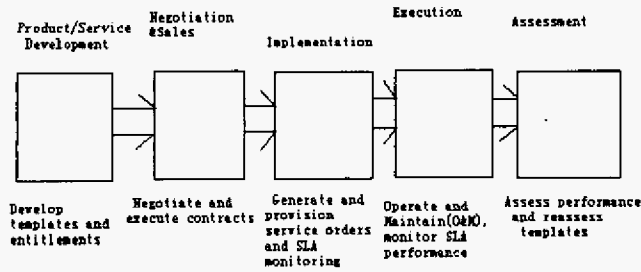 Product/Service
Development
Negotiation
&Sales
Implementation
Execution
Assessment
Develop
templates and
entitlements
Negotiate and
execute contracts
Generate and
provision
service orders
and SLA
monitoring
Operate and
Maintain(O&M),
monitor SLA
performance
Assess performance
and reassess
templates